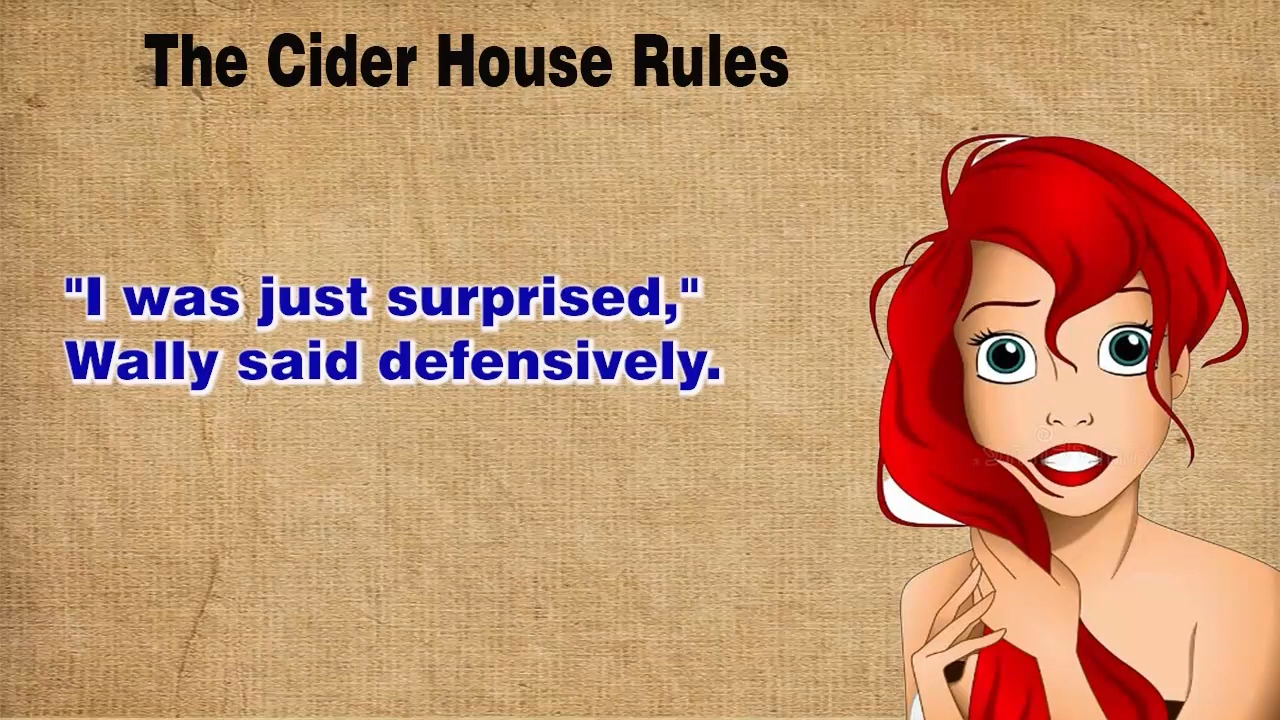 The Cider House Rules
"I was just surprised,"
Wally said defensively.